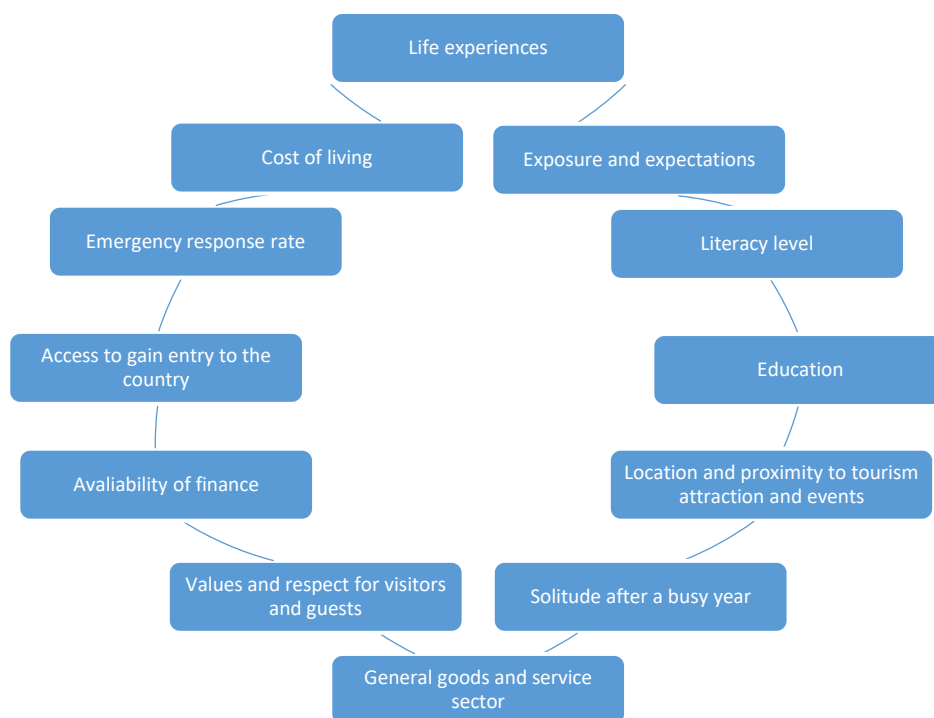 Life experiences
Cost of living
Exposure and expectations
Emergency response rate
Literacy level
Access to gain entry to the
country
Education
Avaliability of finance
Location and proximity to tourism
attraction and events
Values and respect for visitors
and guests
Solitude after a busy year
General goods and service
sector